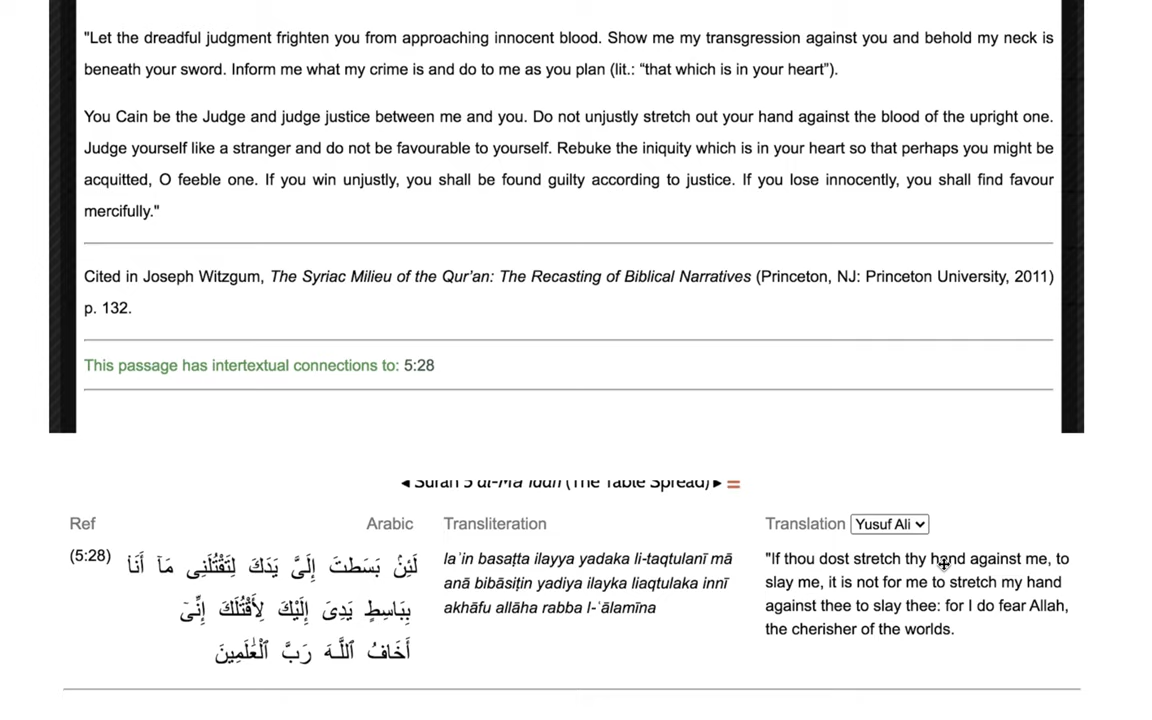 "Let the dreadful judgment frighten you from approaching innocent blood. Show me my transgression against you and behold my neck is
beneath your sword. Inform me what my crime is and do to me as you plan (lit.: “that which is in your heart”).
You Cain be the Judge and judge justice between me and you. Do not unjustly stretch out your hand against the blood of the upright one.
Judge yourself like a stranger and do not be favourable to yourself. Rebuke the iniquity which is in your heart so that perhaps you might be
acquitted, O feeble one. If you win unjustly, you shall be found guilty according to justice. If you lose innocently, you shall find favour
mercifully."
Cited in Joseph Witzgum, The Syriac Milieu of the Qur’an: The Recasting of Biblical Narratives (Princeton, NJ: Princeton University, 2011)
p. 132.
This passage has intertextual connections to: 5:28
◄ Surah 5 al-Māʾidah (The Table Spread) ► =
Ref Arabic Transliteration Translation Yusuf Ali
(5:28)
لَئِنۢ بَسَطتَ إِلَىَّ يَدَكَ لِتَقْتُلَنِى مَآ أَنَا۠
بِبَاسِطٍ يَدِىَ إِلَيْكَ لِأَقْتُلَكَ إِنِّىٓ
أَخَافُ ٱللَّـهَ رَبَّ ٱلْعَٰلَمِينَ
laʾin basaṭta ilayya yadaka li-taqtulanī mā
anā bibāsiṭin yadiya ilayka liaqtulaka innī
akhāfu allāha rabba l-ʿālamīna
"If thou dost stretch thy hand against me, to
slay me, it is not for me to stretch my hand
against thee to slay thee: for I do fear Allah,
the cherisher of the worlds.